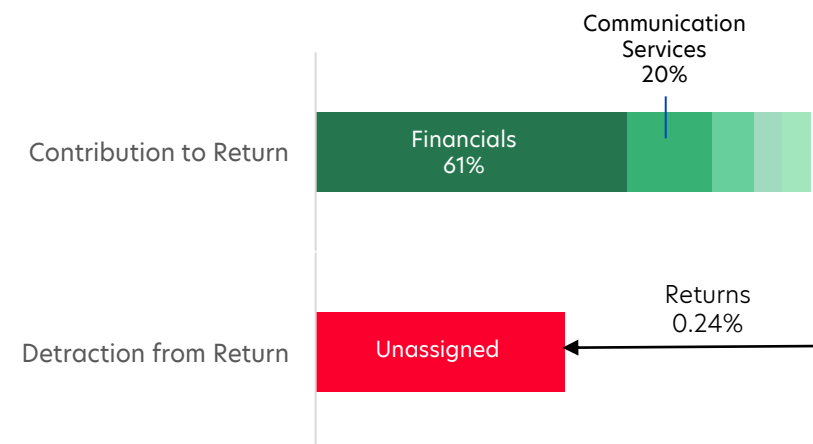 Communication
Services
20%
Contribution to Return
Financials
61%
Returns
0.24%
Detraction from Return
Unassigned